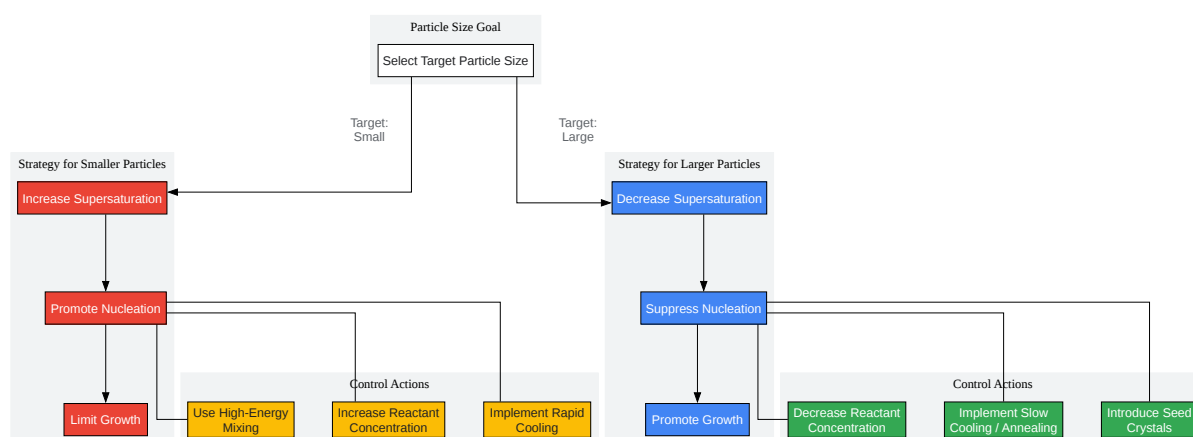 Particle Size Goal
Select Target Particle Size
Target:
Small
Target:
Large
Strategy for Smaller Particles
Increase Supersaturation
Promote Nucleation
Limit Growth
Control Actions
Use High-Energy
Mixing
Increase Reactant
Concentration
Implement Rapid
Cooling
Strategy for Larger Particles
Decrease Supersaturation
Suppress Nucleation
Promote Growth
Control Actions
Decrease Reactant
Concentration
Implement Slow
Cooling / Annealing
Introduce Seed
Crystals